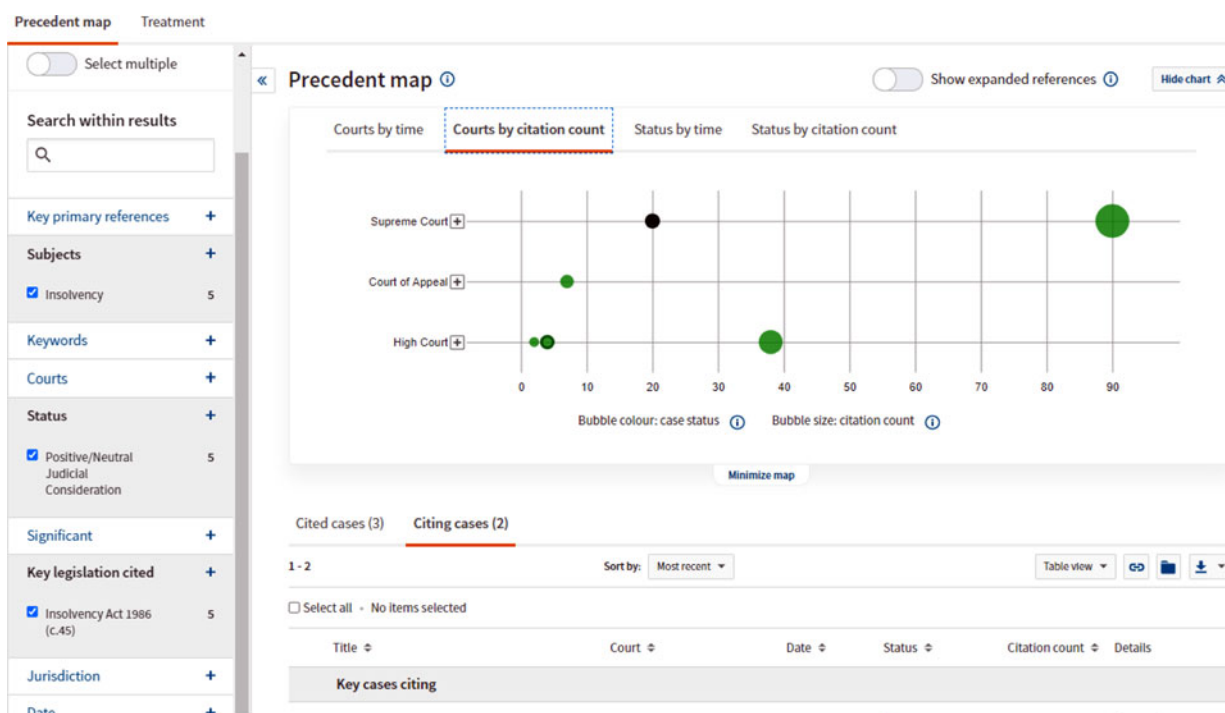 Precedent map Treatment
Select multiple
Search within results
Key primary references +
Subjects +
Insolvency 5
Keywords +
Courts +
Status +
Positive/Neutral 5
Judicial
Consideration
Significant +
Key legislation cited +
Insolvency Act 1986 5
(c.45)
Jurisdiction +
Date +
« Precedent map
Show expanded references
Hide chart
Courts by time Courts by citation count Status by time Status by citation count
Supreme Court +
Court of Appeal +
High Court +
0 10 20 30 40 50 60 70 80 90
Bubble colour: case status Bubble size: citation count
Minimize map
Cited cases (3) Citing cases (2)
1 - 2 Sort by: Most recent Table view
Select all • No items selected
Title Court Date Status Citation count Details
Key cases citing